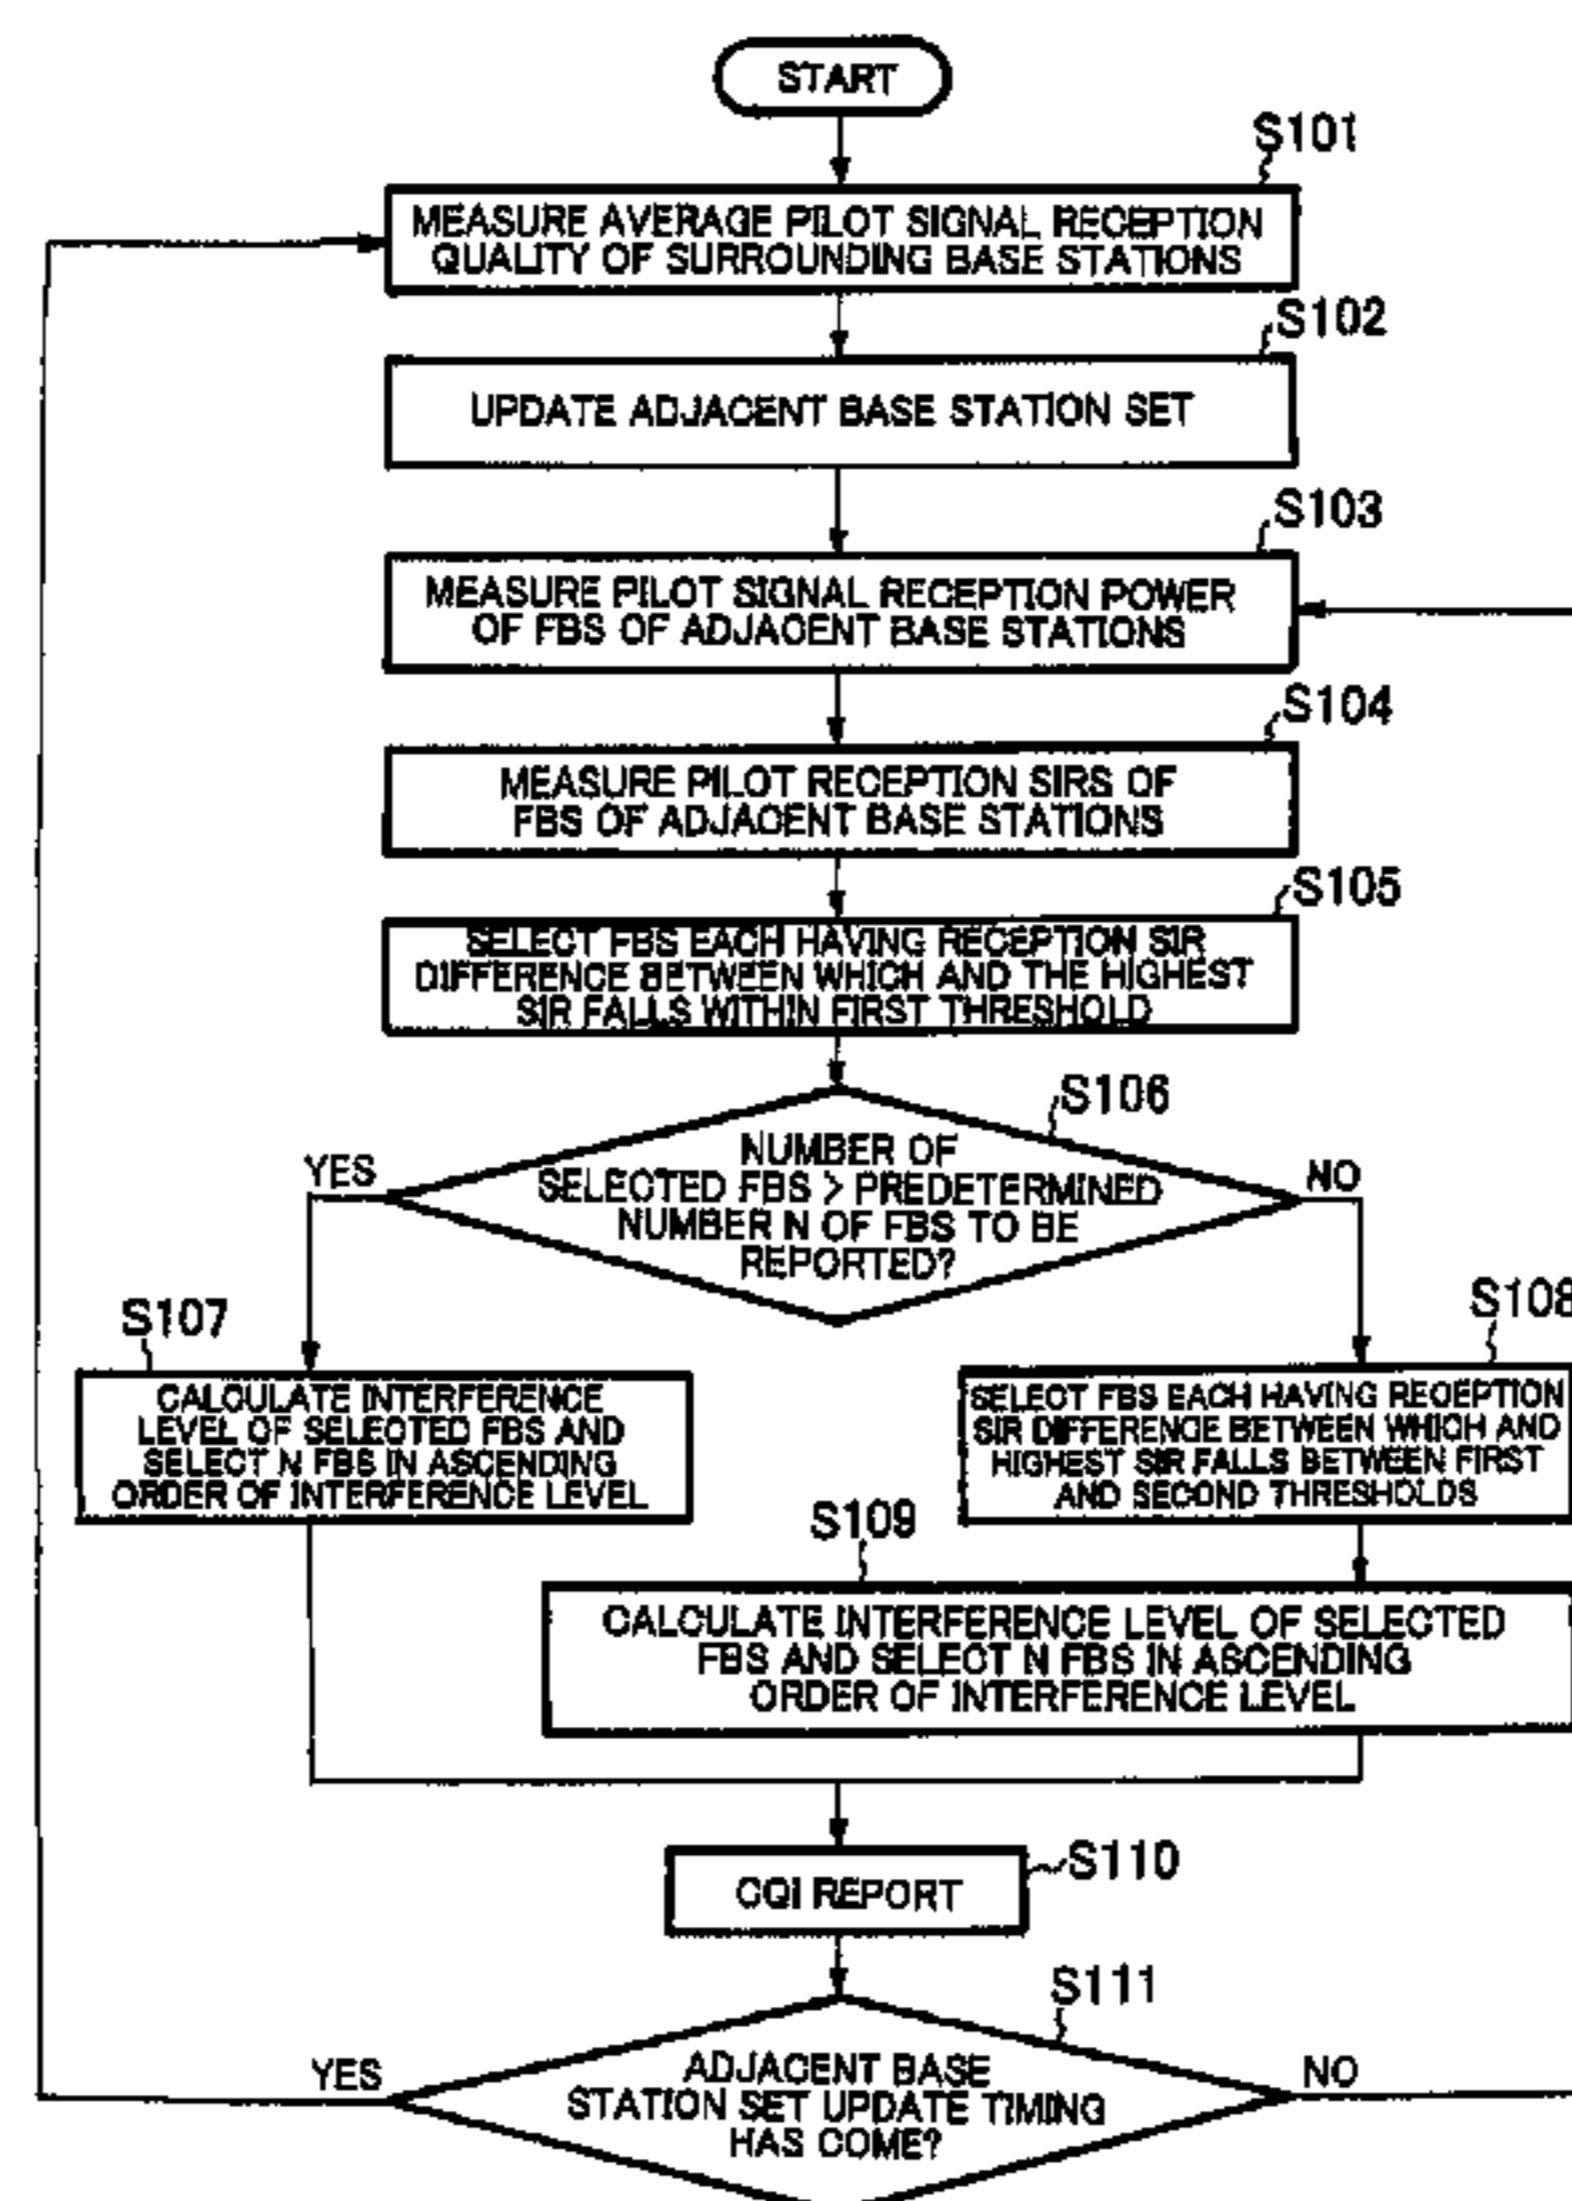 START
S101
MEASURE AVERAGE PILOT SIGNAL RECEPTION
QUALITY OF SURROUNDING BASE STATIONS
S102
UPDATE ADJACENT BASE STATION SET
S103
MEASURE PILOT SIGNAL RECEPTION POWER
OF FBS OF ADJACENT BASE STATIONS
S104
MEASURE PILOT RECEPTION SIRS OF
FBS OF ADJACENT BASE STATIONS
S105
SELECT FBS EACH HAVING RECEPTION SIR
DIFFERENCE BETWEEN WHICH AND THE HIGHEST
SIR FALLS WITHIN FIRST THRESHOLD
S106
NUMBER OF
SELECTED FBS > PREDETERMINED
NUMBER N OF FBS TO BE
REPORTED?
YES
NO
S107
CALCULATE INTERFERENCE
LEVEL OF SELECTED FBS AND
SELECT N FBS IN ASCENDING
ORDER OF INTERFERENCE LEVEL
S108
SELECT FBS EACH HAVING RECEPTION
SIR DIFFERENCE BETWEEN WHICH AND
HIGHEST SIR FALLS BETWEEN FIRST
AND SECOND THRESHOLDS
S109
CALCULATE INTERFERENCE LEVEL OF SELECTED
FBS AND SELECT N FBS IN ASCENDING
ORDER OF INTERFERENCE LEVEL
S110
CQI REPORT
S111
ADJACENT BASE
STATION SET UPDATE TIMING
HAS COME?
YES
NO